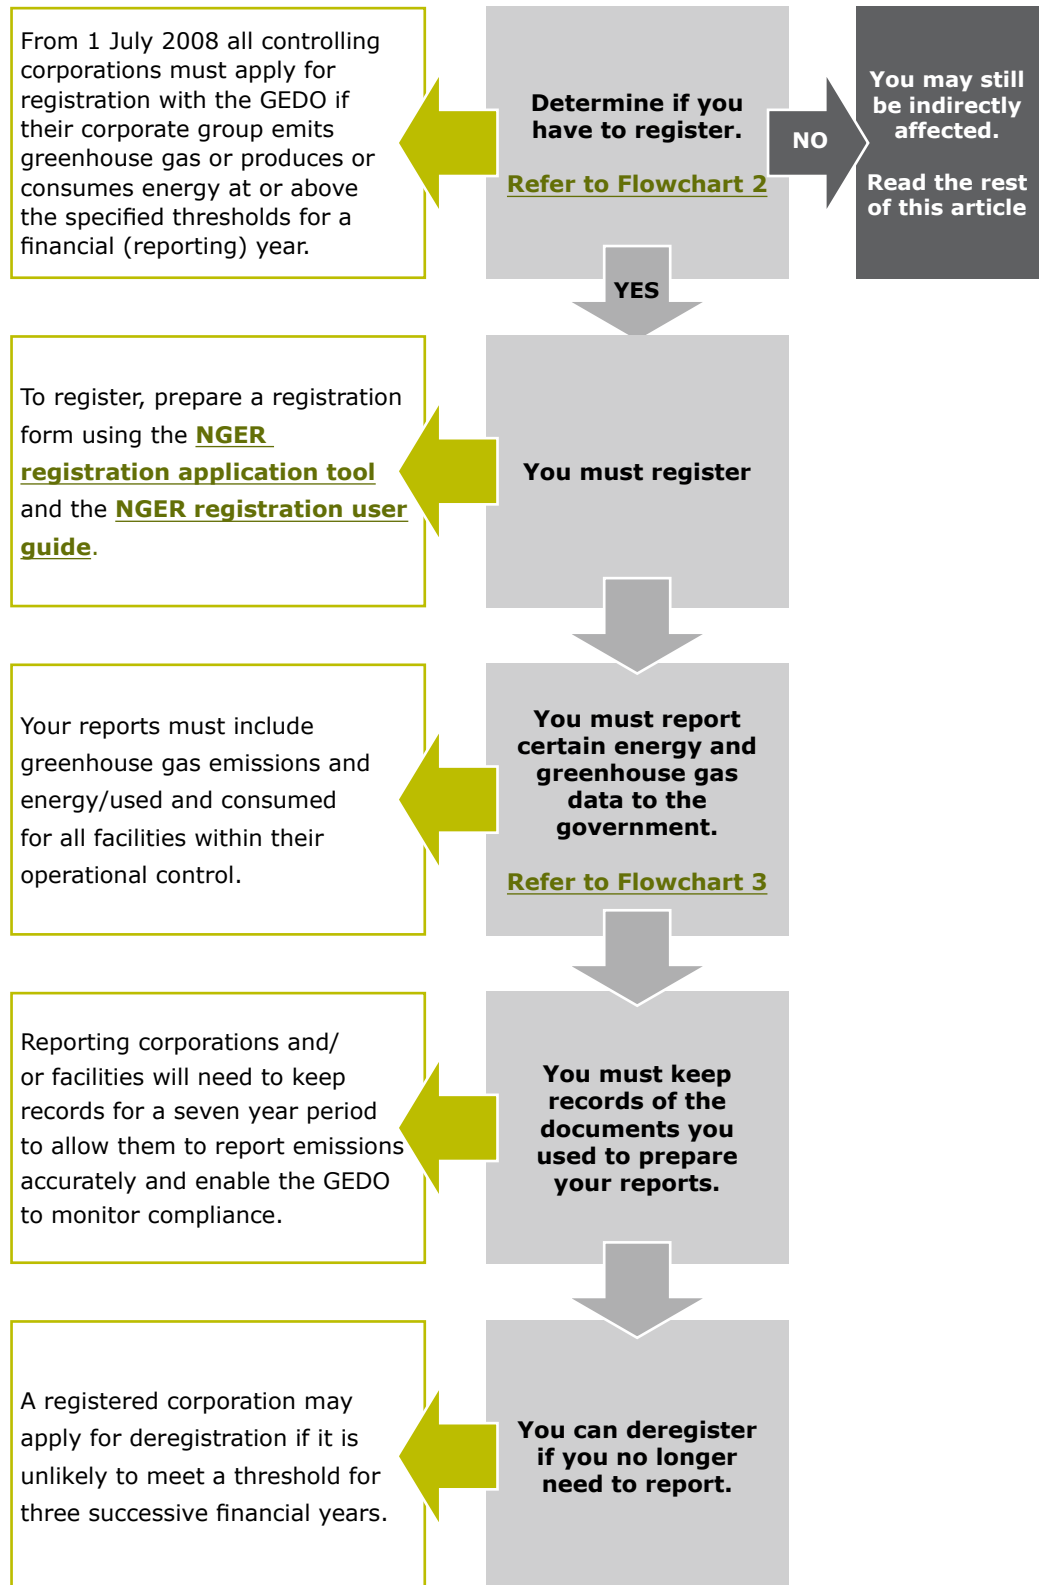 From 1 July 2008 all controlling
corporations must apply for
registration with the GEDO if
their corporate group emits
greenhouse gas or produces or
consumes energy at or above
the specified thresholds for a
financial (reporting) year.
Determine if you
have to register.
Refer to Flowchart 2
NO
You may still
be indirectly
affected.
Read the rest
of this article
YES
To register, prepare a registration
form using the NGER
registration application tool
and the NGER registration user
guide.
You must register
Your reports must include
greenhouse gas emissions and
energy/used and consumed
for all facilities within their
operational control.
You must report
certain energy and
greenhouse gas
data to the
government.
Refer to Flowchart 3
Reporting corporations and/
or facilities will need to keep
records for a seven year period
to allow them to report emissions
accurately and enable the GEDO
to monitor compliance.
You must keep
records of the
documents you
used to prepare
your reports.
A registered corporation may
apply for deregistration if it is
unlikely to meet a threshold for
three successive financial years.
You can deregister
if you no longer
need to report.